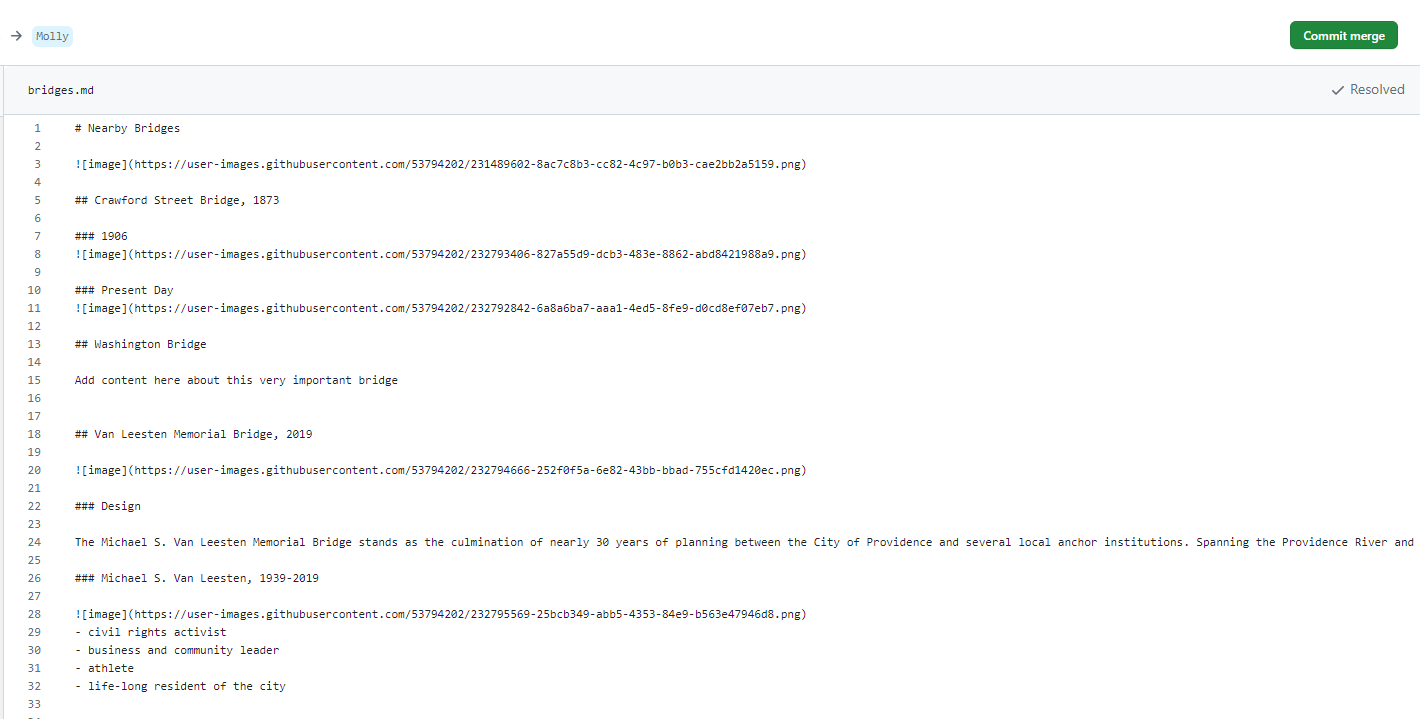 → Molly
Commit merge
bridges.md
✓ Resolved
1 # Nearby Bridges
2
3 ![image](https://user-images.githubusercontent.com/53794202/231489602-8ac7c8b3-cc82-4c97-b0b3-cae2bb2a5159.png)
4
5 ## Crawford Street Bridge, 1873
6
7 ### 1906
8 ![image](https://user-images.githubusercontent.com/53794202/232793406-827a55d9-dcb3-483e-8862-abd8421988a9.png)
9
10 ### Present Day
11 ![image](https://user-images.githubusercontent.com/53794202/232792842-6a8a6ba7-aaa1-4ed5-8fe9-d0cd8ef07eb7.png)
12
13 ## Washington Bridge
14
15 Add content here about this very important bridge
16
17
18 ## Van Leesten Memorial Bridge, 2019
19
20 ![image](https://user-images.githubusercontent.com/53794202/232794666-252f0f5a-6e82-43bb-bbad-755cfd1420ec.png)
21
22 ### Design
23
24 The Michael S. Van Leesten Memorial Bridge stands as the culmination of nearly 30 years of planning between the City of Providence and several local anchor institutions. Spanning the Providence River and
25
26 ### Michael S. Van Leesten, 1939-2019
27
28 ![image](https://user-images.githubusercontent.com/53794202/232795569-25bcb349-abb5-4353-84e9-b563e47946d8.png)
29 - civil rights activist
30 - business and community leader
31 - athlete
32 - life-long resident of the city
33